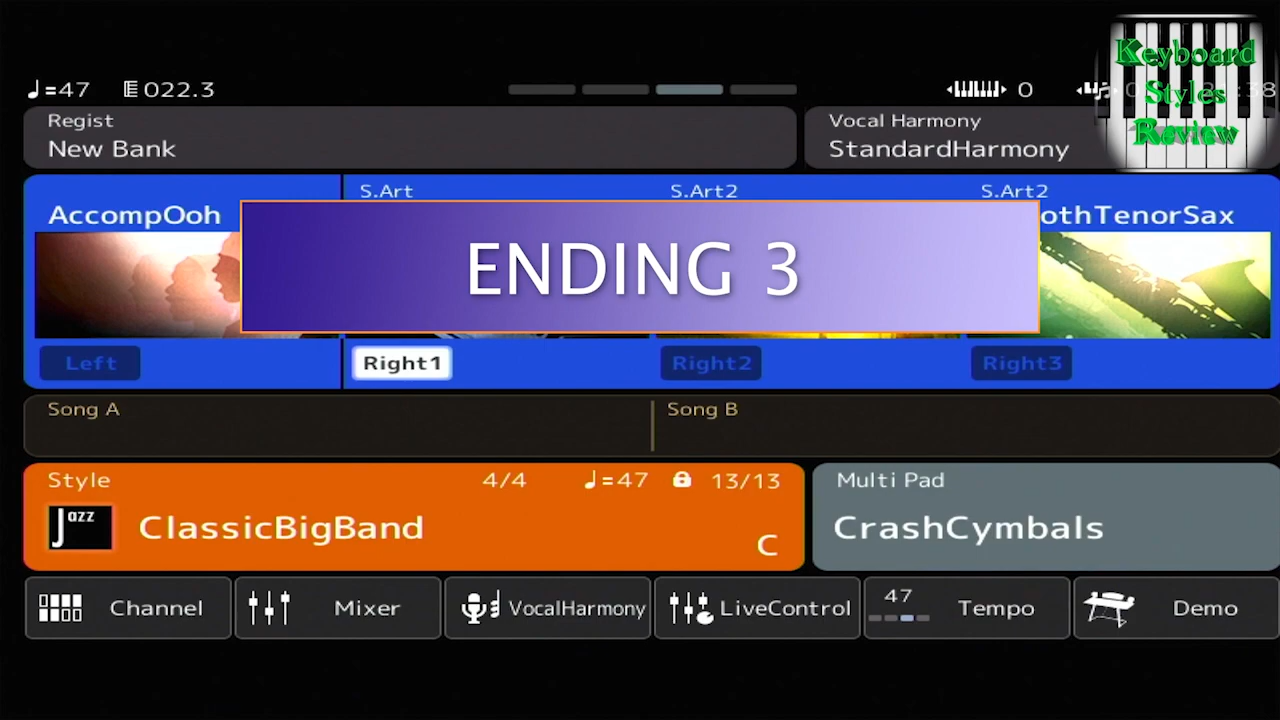 ♩=47
022.3
0
Keyboard
Styles
Review
Regist
New Bank
Vocal Harmony
StandardHarmony
AccompOoh
S.Art
S.Art2
S.Art2
othTenorSax
ENDING 3
Left
Right1
Right2
Right3
Song A
Song B
Style
4/4
♩=47
13/13
Jazz
ClassicBigBand
C
Multi Pad
CrashCymbals
Channel
Mixer
VocalHarmony
LiveControl
47
Tempo
Demo